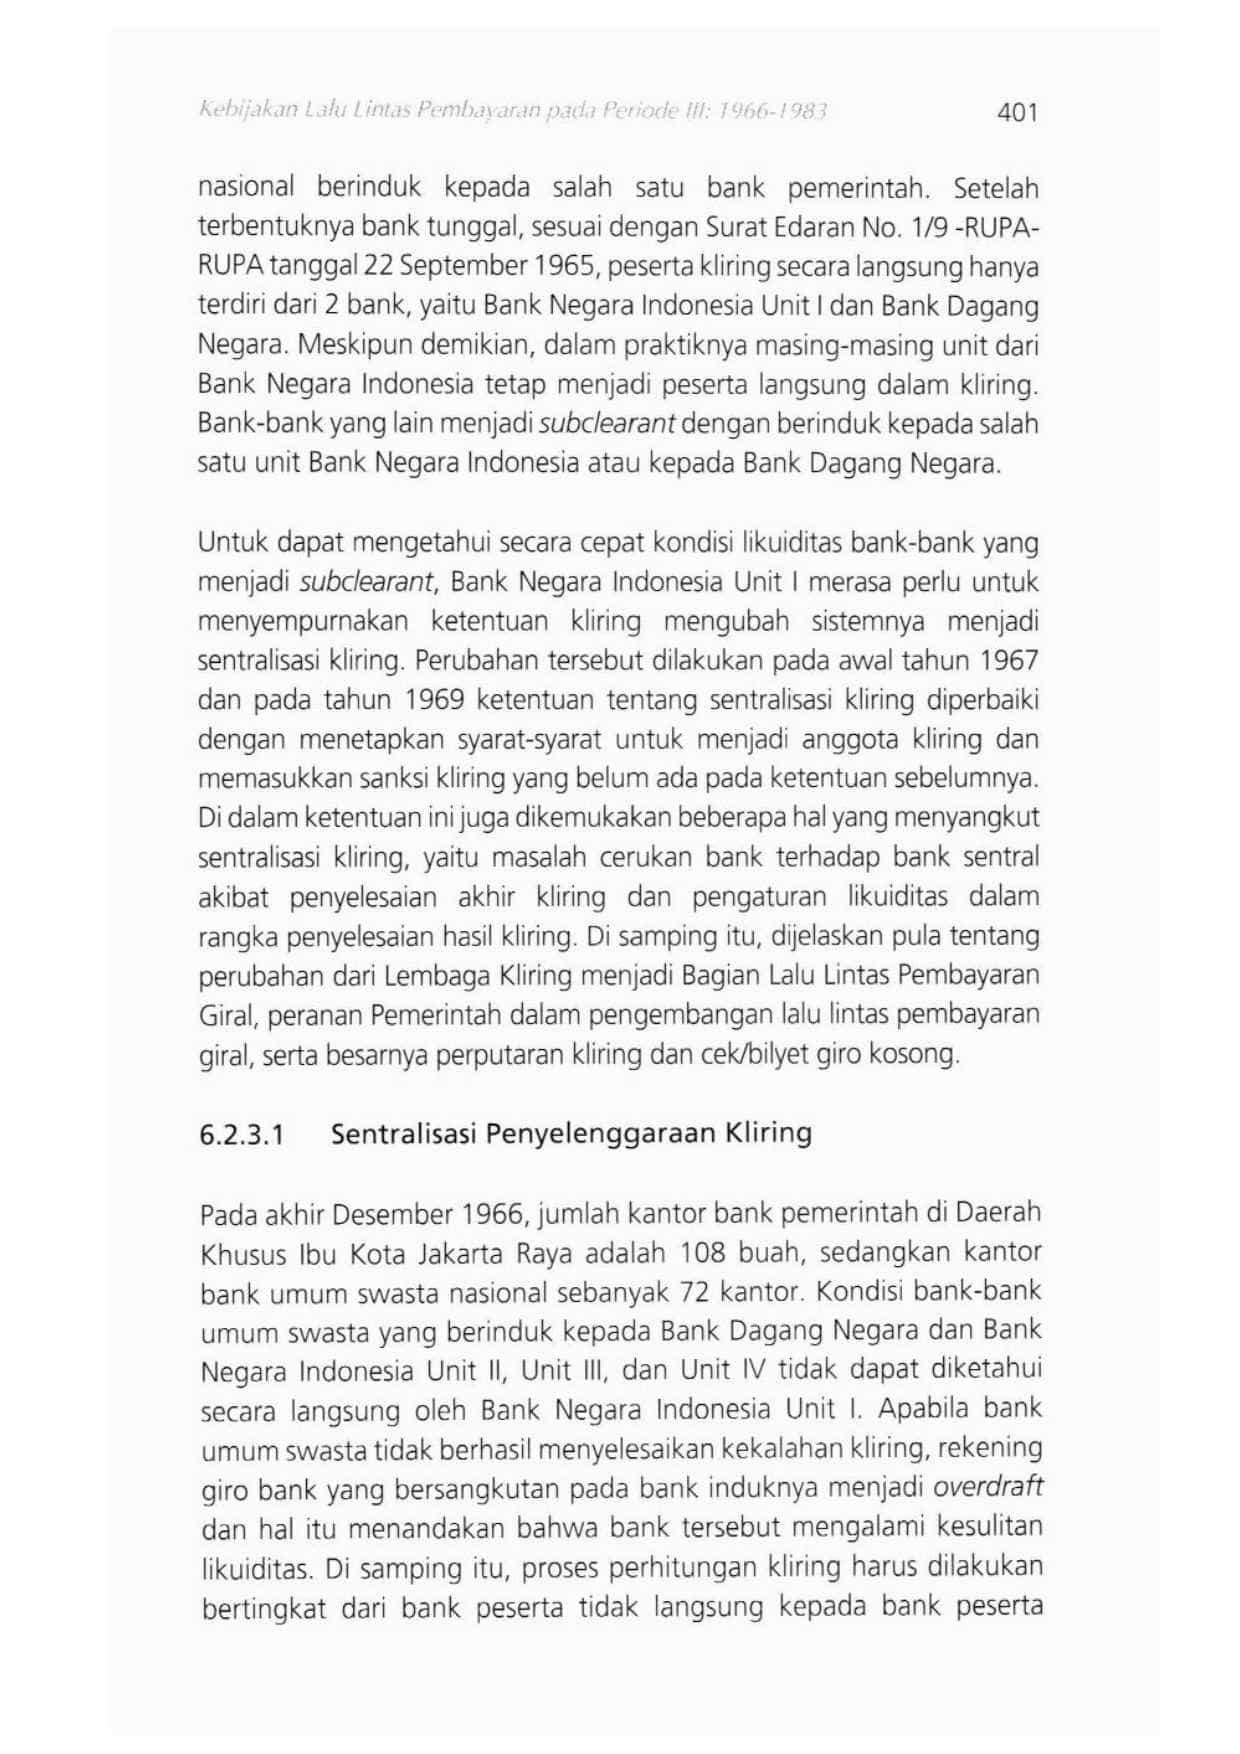 Kebijakan Lalu Lintas Pembayaran pada Periode III: 1966-1983 401
nasional berinduk kepada salah satu bank pemerintah. Setelah
terbentuknya bank tunggal, sesuai dengan Surat Edaran No. 1/9 -RUPA-
RUPA tanggal 22 September 1965, peserta kliring secara langsung hanya
terdiri dari 2 bank, yaitu Bank Negara Indonesia Unit I dan Bank Dagang
Negara. Meskipun demikian, dalam praktiknya masing-masing unit dari
Bank Negara Indonesia tetap menjadi peserta langsung dalam kliring.
Bank-bank yang lain menjadi subclearant dengan berinduk kepada salah
satu unit Bank Negara Indonesia atau kepada Bank Dagang Negara.
Untuk dapat mengetahui secara cepat kondisi likuiditas bank-bank yang
menjadi subclearant, Bank Negara Indonesia Unit I merasa perlu untuk
menyempurnakan ketentuan kliring mengubah sistemnya menjadi
sentralisasi kliring. Perubahan tersebut dilakukan pada awal tahun 1967
dan pada tahun 1969 ketentuan tentang sentralisasi kliring diperbaiki
dengan menetapkan syarat-syarat untuk menjadi anggota kliring dan
memasukkan sanksi kliring yang belum ada pada ketentuan sebelumnya.
Di dalam ketentuan ini juga dikemukakan beberapa hal yang menyangkut
sentralisasi kliring, yaitu masalah cerukan bank terhadap bank sentral
akibat penyelesaian akhir kliring dan pengaturan likuiditas dalam
rangka penyelesaian hasil kliring. Di samping itu, dijelaskan pula tentang
perubahan dari Lembaga Kliring menjadi Bagian Lalu Lintas Pembayaran
Giral, peranan Pemerintah dalam pengembangan lalu lintas pembayaran
giral, serta besarnya perputaran kliring dan cek/bilyet giro kosong.
6.2.3.1 Sentralisasi Penyelenggaraan Kliring
Pada akhir Desember 1966, jumlah kantor bank pemerintah di Daerah
Khusus Ibu Kota Jakarta Raya adalah 108 buah, sedangkan kantor
bank umum swasta nasional sebanyak 72 kantor. Kondisi bank-bank
umum swasta yang berinduk kepada Bank Dagang Negara dan Bank
Negara Indonesia Unit II, Unit III, dan Unit IV tidak dapat diketahui
secara langsung oleh Bank Negara Indonesia Unit I. Apabila bank
umum swasta tidak berhasil menyelesaikan kekalahan kliring, rekening
giro bank yang bersangkutan pada bank induknya menjadi overdraft
dan hal itu menandakan bahwa bank tersebut mengalami kesulitan
likuiditas. Di samping itu, proses perhitungan kliring harus dilakukan
bertingkat dari bank peserta tidak langsung kepada bank peserta